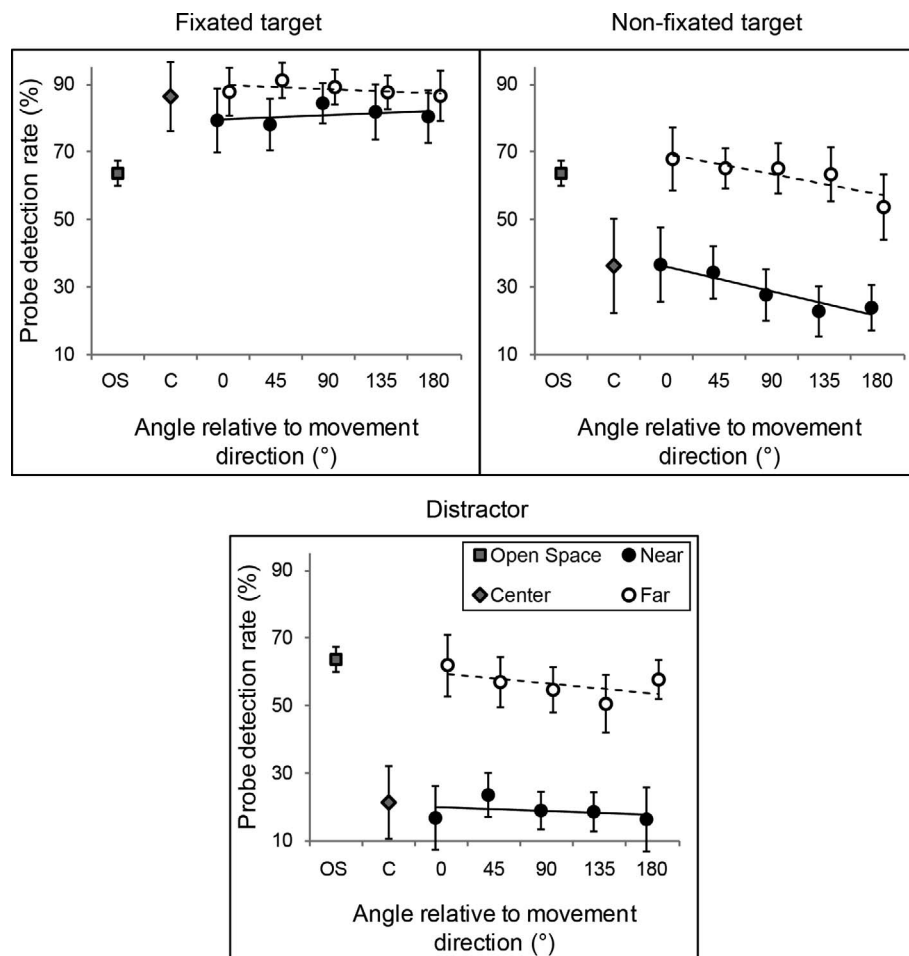 Fixated target
Non-fixated target
Probe detection rate (%)
90
70
50
30
10
OS C 0 45 90 135 180
Angle relative to movement
direction (°)
90
70
50
30
10
OS C 0 45 90 135 180
Angle relative to movement
direction (°)
Distractor
Probe detection rate (%)
90
70
50
30
10
Open Space Near
Center Far
OS C 0 45 90 135 180
Angle relative to movement
direction (°)